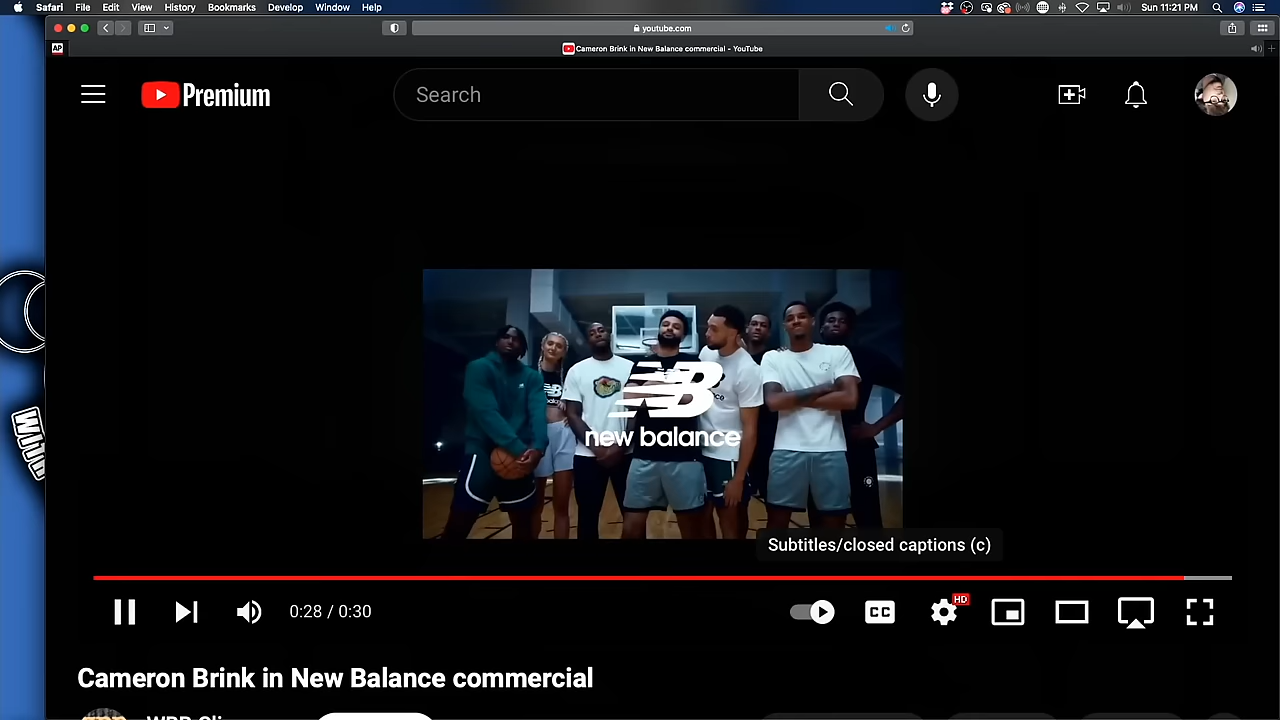 Safari File Edit View History Bookmarks Develop Window Help
Sun 11:21 PM
youtube.com
AP
Cameron Brink in New Balance commercial - YouTube
Premium
Search
NB
new balance
Subtitles/closed captions (c)
0:28 / 0:30
CC
HD
Cameron Brink in New Balance commercial